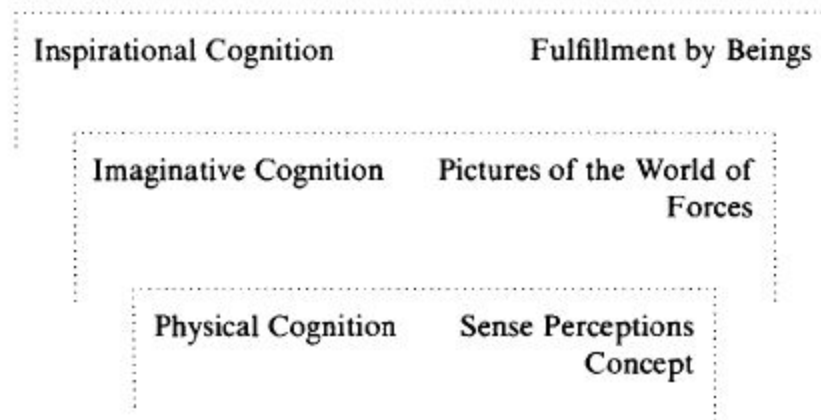 Inspirational Cognition Fulfillment by Beings
Imaginative Cognition Pictures of the World of
Forces
Physical Cognition Sense Perceptions
Concept